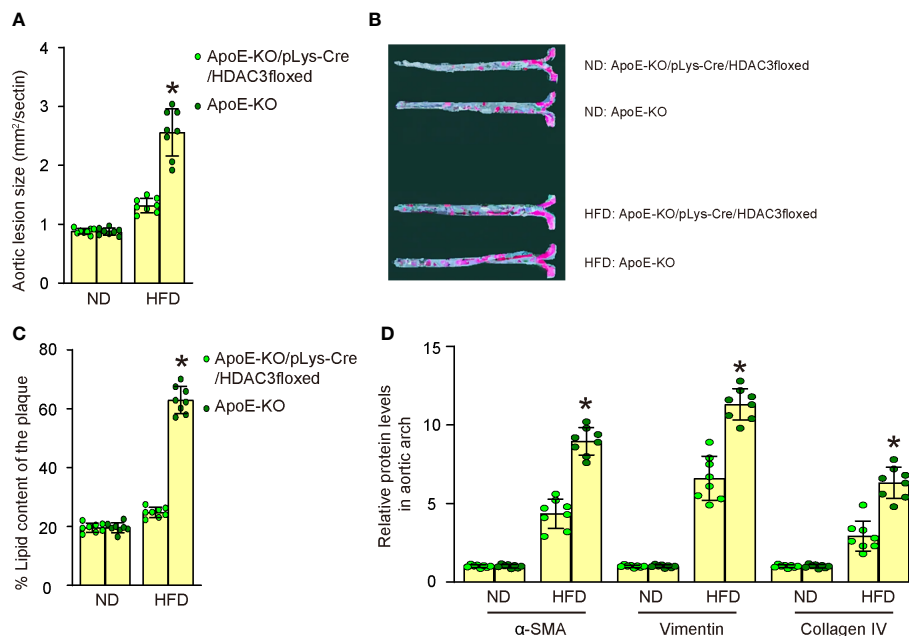 A
Aortic lesion size (mm²/sectin)
4
3
2
1
0
ND
HFD
ApoE-KO/pLys-Cre
/HDAC3floxed
ApoE-KO
*
B
ND: ApoE-KO/pLys-Cre/HDAC3floxed
ND: ApoE-KO
HFD: ApoE-KO/pLys-Cre/HDAC3floxed
HFD: ApoE-KO
C
% Lipid content of the plaque
80
60
40
20
0
ND
HFD
ApoE-KO/pLys-Cre
/HDAC3floxed
ApoE-KO
*
D
Relative protein levels
in aortic arch
15
10
5
0
*
*
*
ND HFD ND HFD ND HFD
α-SMA Vimentin Collagen IV